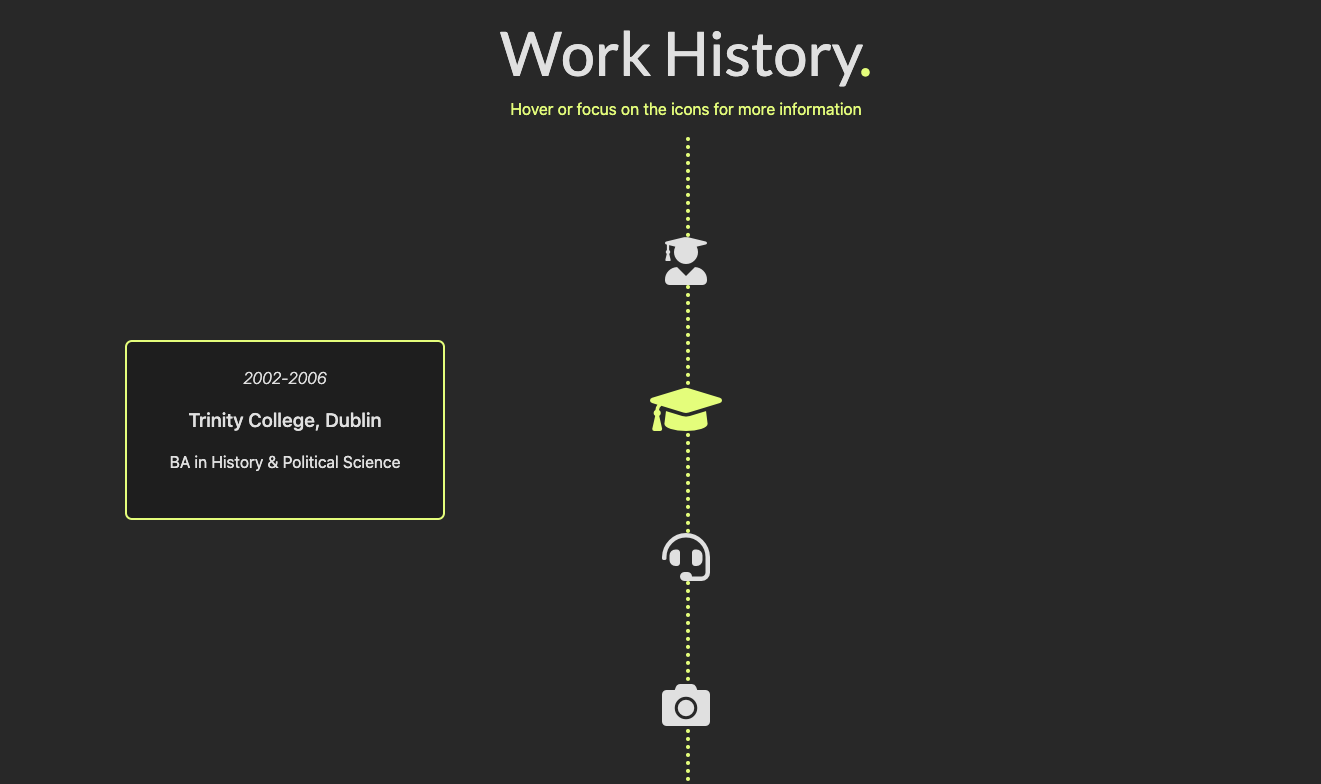 Work History.
Hover or focus on the icons for more information
2002-2006
Trinity College, Dublin
BA in History & Political Science